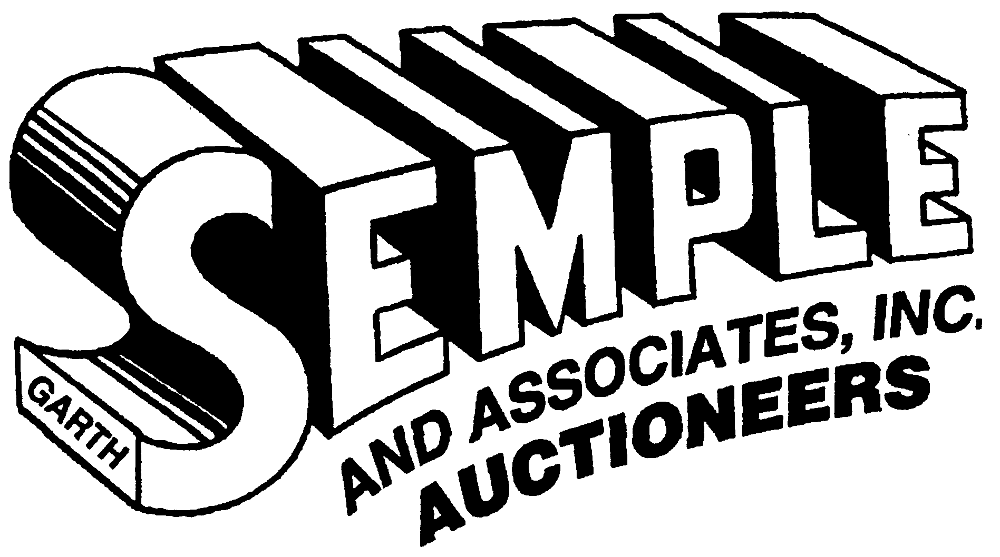 SEMPLE
GARTH
AND ASSOCIATES, INC.
AUCTIONEERS